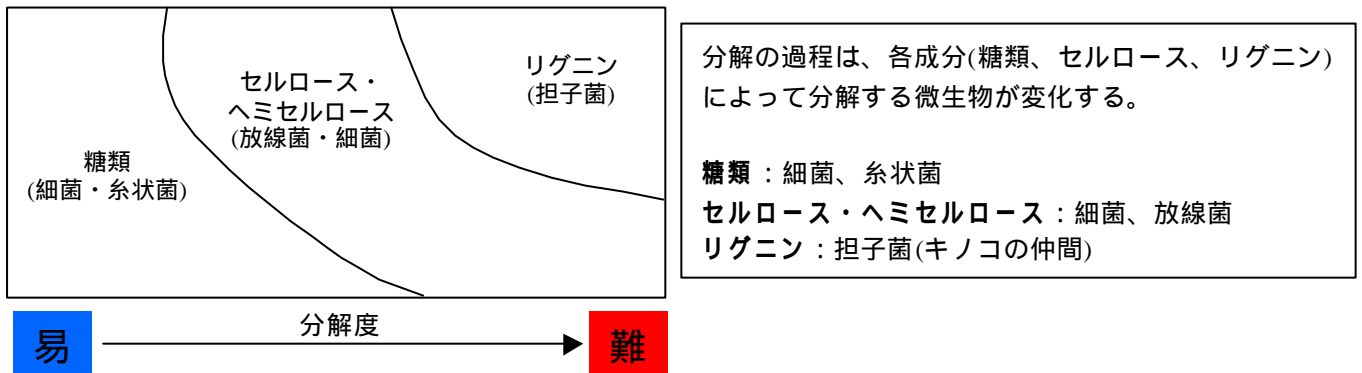 糖類
(細菌・糸状菌)
セルロース・
ヘミセルロース
(放線菌・細菌)
リグニン
(担子菌)
易
分解度
難
分解の過程は、各成分(糖類、セルロース、リグニン)
によって分解する微生物が変化する。
糖類：細菌、糸状菌
セルロース・ヘミセルロース：細菌、放線菌
リグニン：担子菌(キノコの仲間)